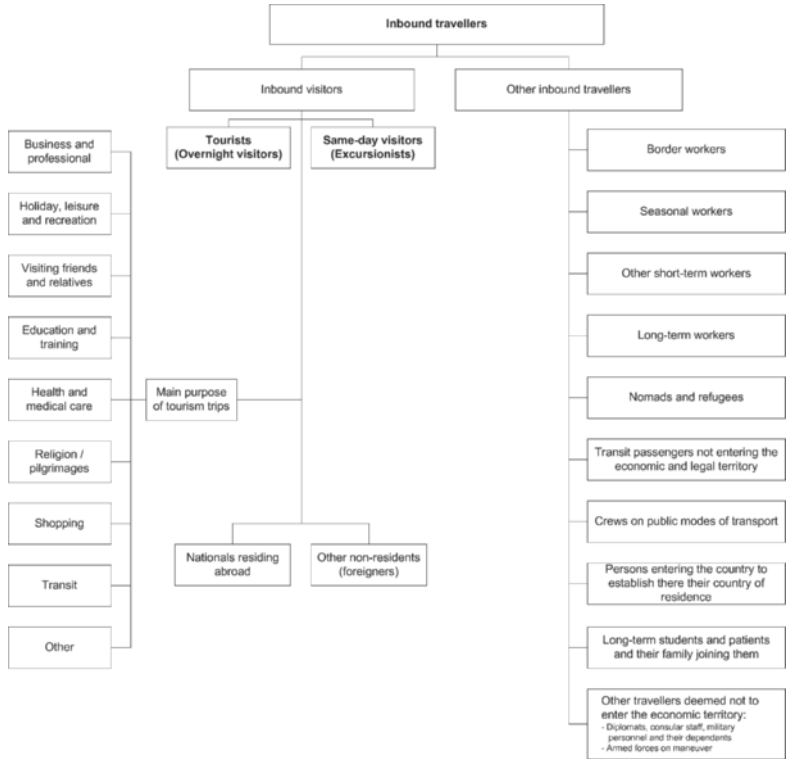 Inbound travellers
Inbound visitors
Other inbound travellers
Tourists
(Overnight visitors)
Same-day visitors
(Excursionists)
Business and
professional
Holiday, leisure
and recreation
Visiting friends
and relatives
Education and
training
Health and
medical care
Religion /
pilgrimages
Shopping
Transit
Other
Main purpose
of tourism trips
Nationals residing
abroad
Other non-residents
(foreigners)
Border workers
Seasonal workers
Other short-term workers
Long-term workers
Nomads and refugees
Transit passengers not entering the
economic and legal territory
Crews on public modes of transport
Persons entering the country to
establish there their country of
residence
Long-term students and patients
and their family joining them
Other travellers deemed not to
enter the economic territory:
- Diplomats, consular staff, military
personnel and their dependants
- Armed forces on maneuver